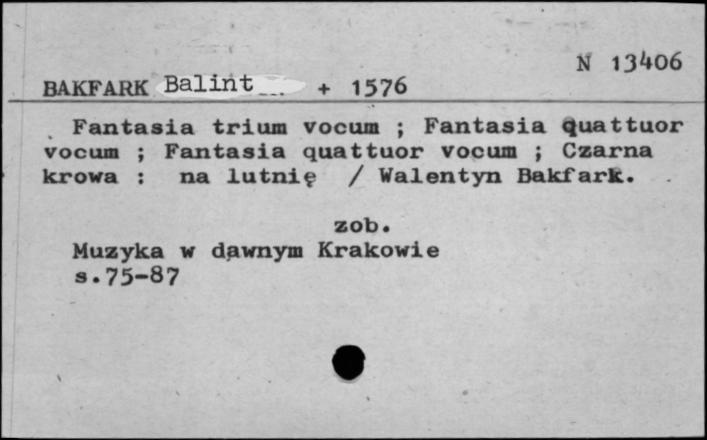 N 13406
BAKFARK Balint + 1576
Fantasia trium vocum ; Fantasia quattuor
vocum ; Fantasia quattuor vocum ; Czarna
krowa : na lutnię / Walentyn Bakfark.
zob.
Muzyka w dawnym Krakowie
s.75-87